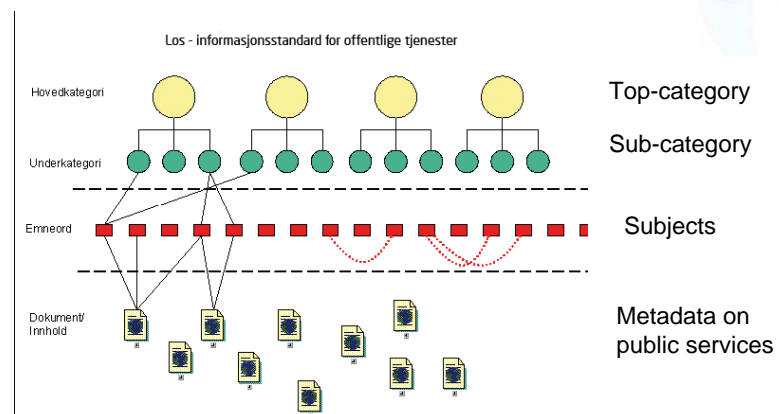 Los - informasjonsstandard for offentlige tjenester
Hovedkategori
Top-category
Underkategori
Sub-category
Emneord
Subjects
Dokument/
Innhold
Metadata on
public services